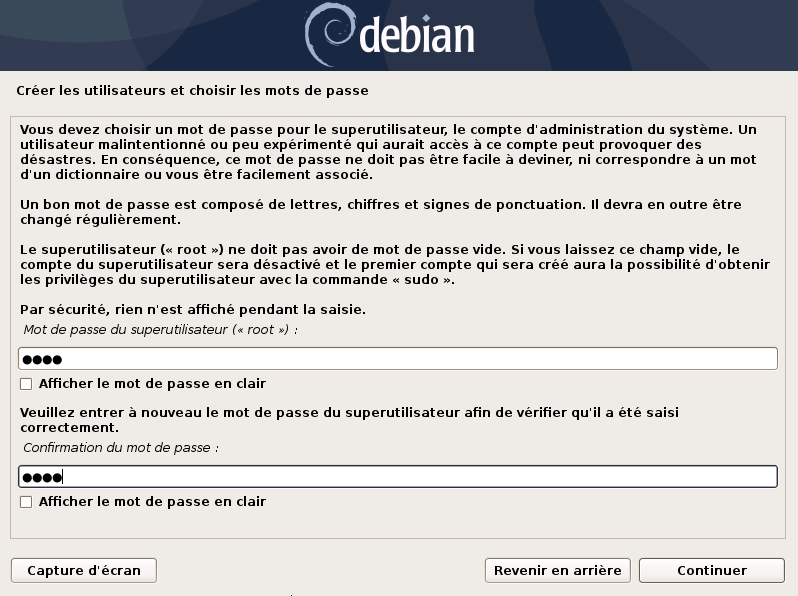 debian
Créer les utilisateurs et choisir les mots de passe
Vous devez choisir un mot de passe pour le superutilisateur, le compte d'administration du système. Un
utilisateur malintentionné ou peu expérimenté qui aurait accès à ce compte peut provoquer des
désastres. En conséquence, ce mot de passe ne doit pas être facile à deviner, ni correspondre à un mot
d'un dictionnaire ou vous être facilement associé.
Un bon mot de passe est composé de lettres, chiffres et signes de ponctuation. Il devra en outre être
changé régulièrement.
Le superutilisateur (« root ») ne doit pas avoir de mot de passe vide. Si vous laissez ce champ vide, le
compte du superutilisateur sera désactivé et le premier compte qui sera créé aura la possibilité d'obtenir
les privilèges du superutilisateur avec la commande « sudo ».
Par sécurité, rien n'est affiché pendant la saisie.
Mot de passe du superutilisateur (« root ») :
●●●●
Afficher le mot de passe en clair
Veuillez entrer à nouveau le mot de passe du superutilisateur afin de vérifier qu'il a été saisi
correctement.
Confirmation du mot de passe :
●●●●
Afficher le mot de passe en clair
Capture d'écran
Revenir en arrière
Continuer